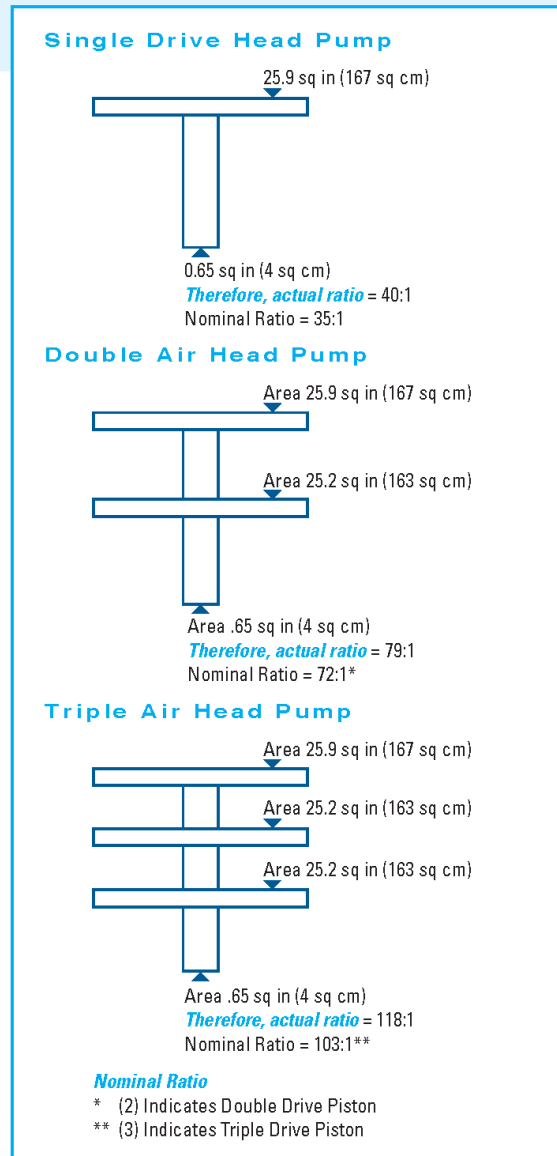 Single Drive Head Pump
25.9 sq in (167 sq cm)
0.65 sq in (4 sq cm)
Therefore, actual ratio = 40:1
Nominal Ratio = 35:1
Double Air Head Pump
Area 25.9 sq in (167 sq cm)
Area 25.2 sq in (163 sq cm)
Area .65 sq in (4 sq cm)
Therefore, actual ratio = 79:1
Nominal Ratio = 72:1*
Triple Air Head Pump
Area 25.9 sq in (167 sq cm)
Area 25.2 sq in (163 sq cm)
Area 25.2 sq in (163 sq cm)
Area .65 sq in (4 sq cm)
Therefore, actual ratio = 118:1
Nominal Ratio = 103:1**
Nominal Ratio
* (2) Indicates Double Drive Piston
** (3) Indicates Triple Drive Piston